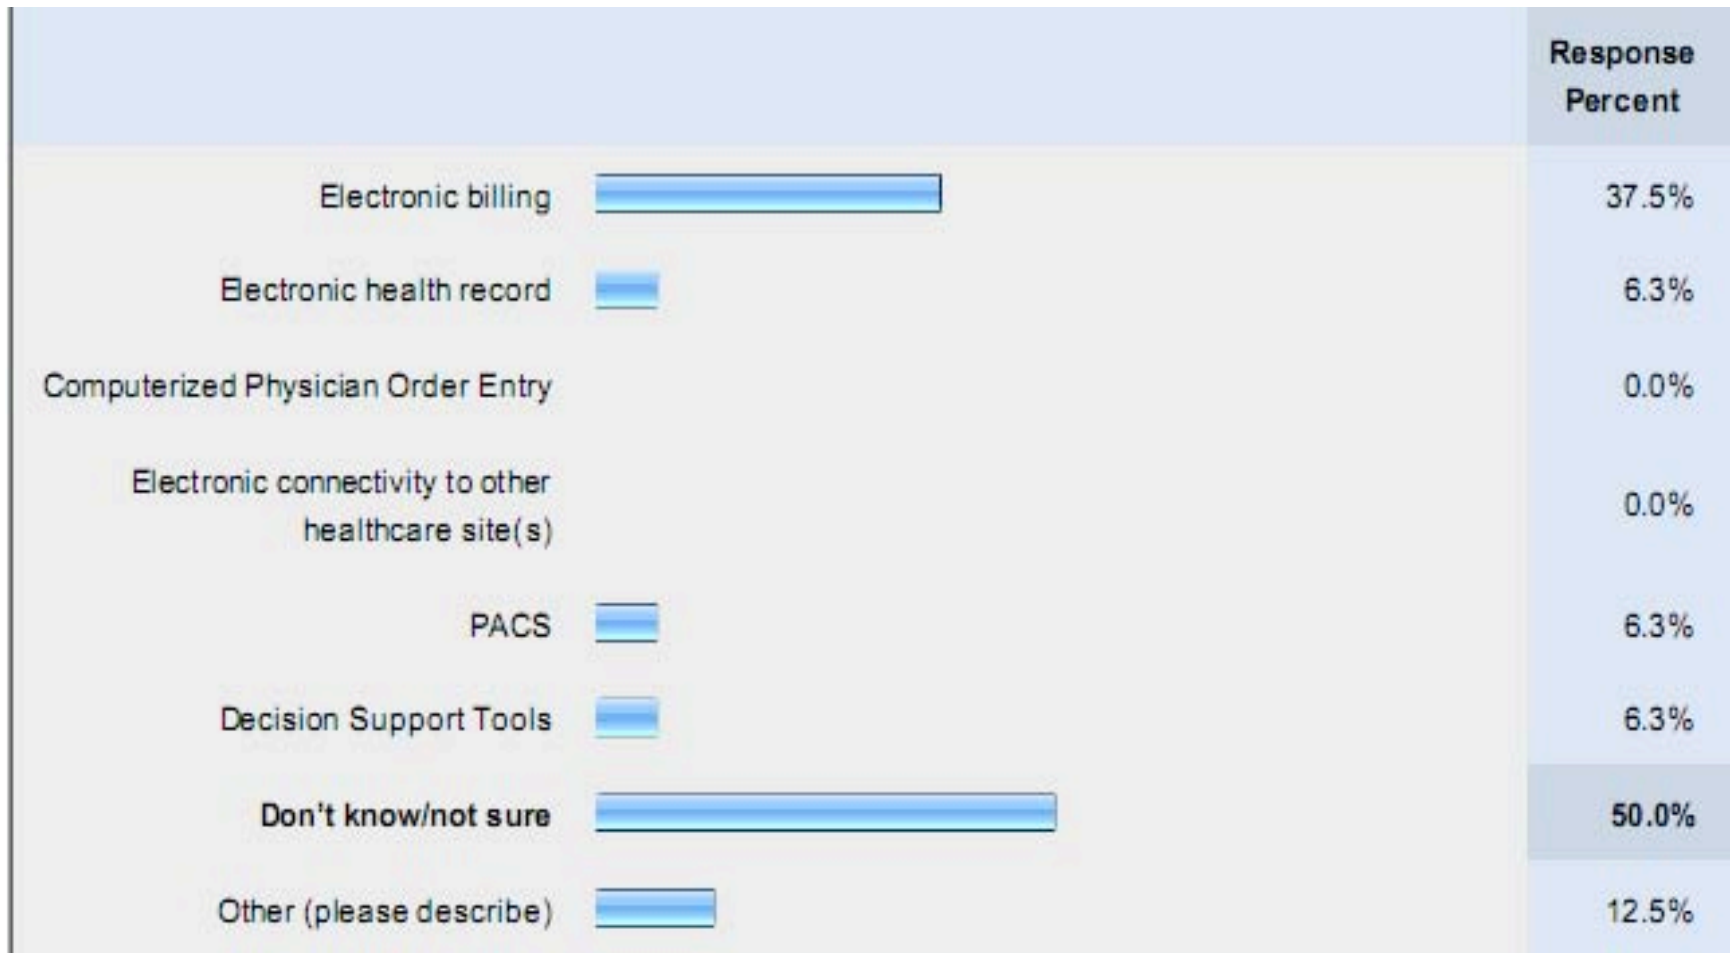 Response
Percent
Electronic billing 37.5%
Electronic health record 6.3%
Computerized Physician Order Entry 0.0%
Electronic connectivity to other
healthcare site(s) 0.0%
PACS 6.3%
Decision Support Tools 6.3%
Don't know/not sure 50.0%
Other (please describe) 12.5%